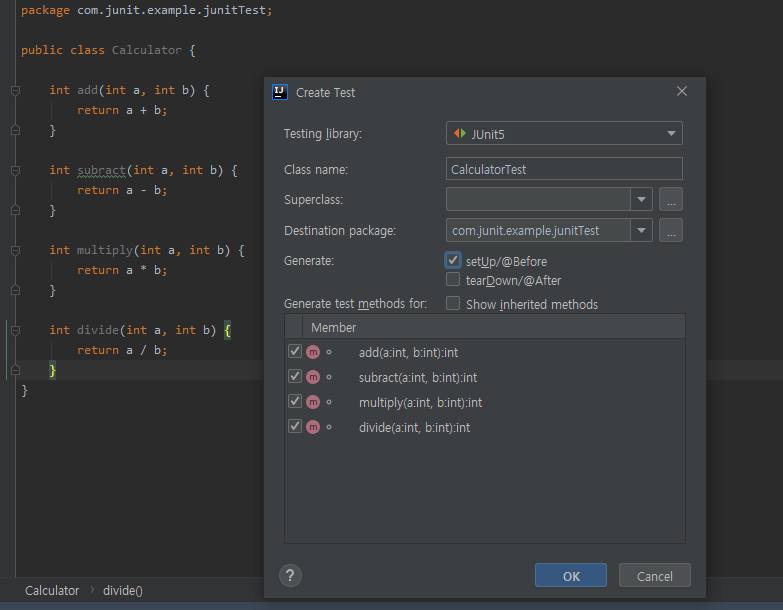 package com.junit.example.junitTest;
public class Calculator {
int add(int a, int b) {
return a + b;
}
int subract(int a, int b) {
return a - b;
}
int multiply(int a, int b) {
return a * b;
}
int divide(int a, int b) {
return a / b;
}
}
Calculator › divide()
IJ Create Test
Testing library: JUnit5
Class name: CalculatorTest
Superclass: ...
Destination package: com.junit.example.junitTest ...
Generate: setUp/@Before
tearDown/@After
Generate test methods for: Show inherited methods
Member
m add(a:int, b:int):int
m subract(a:int, b:int):int
m multiply(a:int, b:int):int
m divide(a:int, b:int):int
? OK Cancel